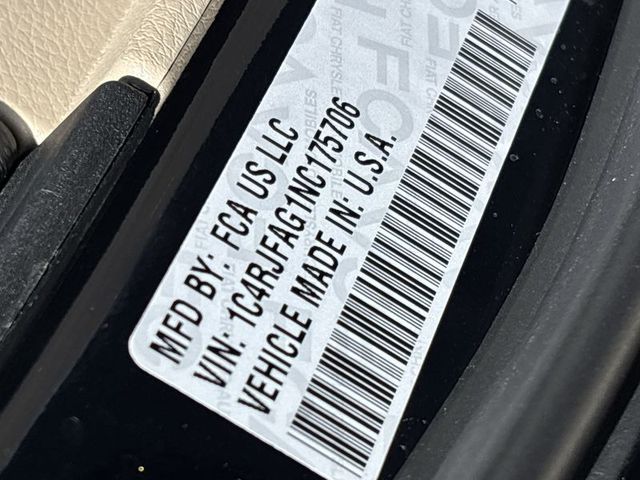 MFD BY: FCA US LLC
VIN: 1C4RJFAG1NC175706
VEHICLE MADE IN: U.S.A.